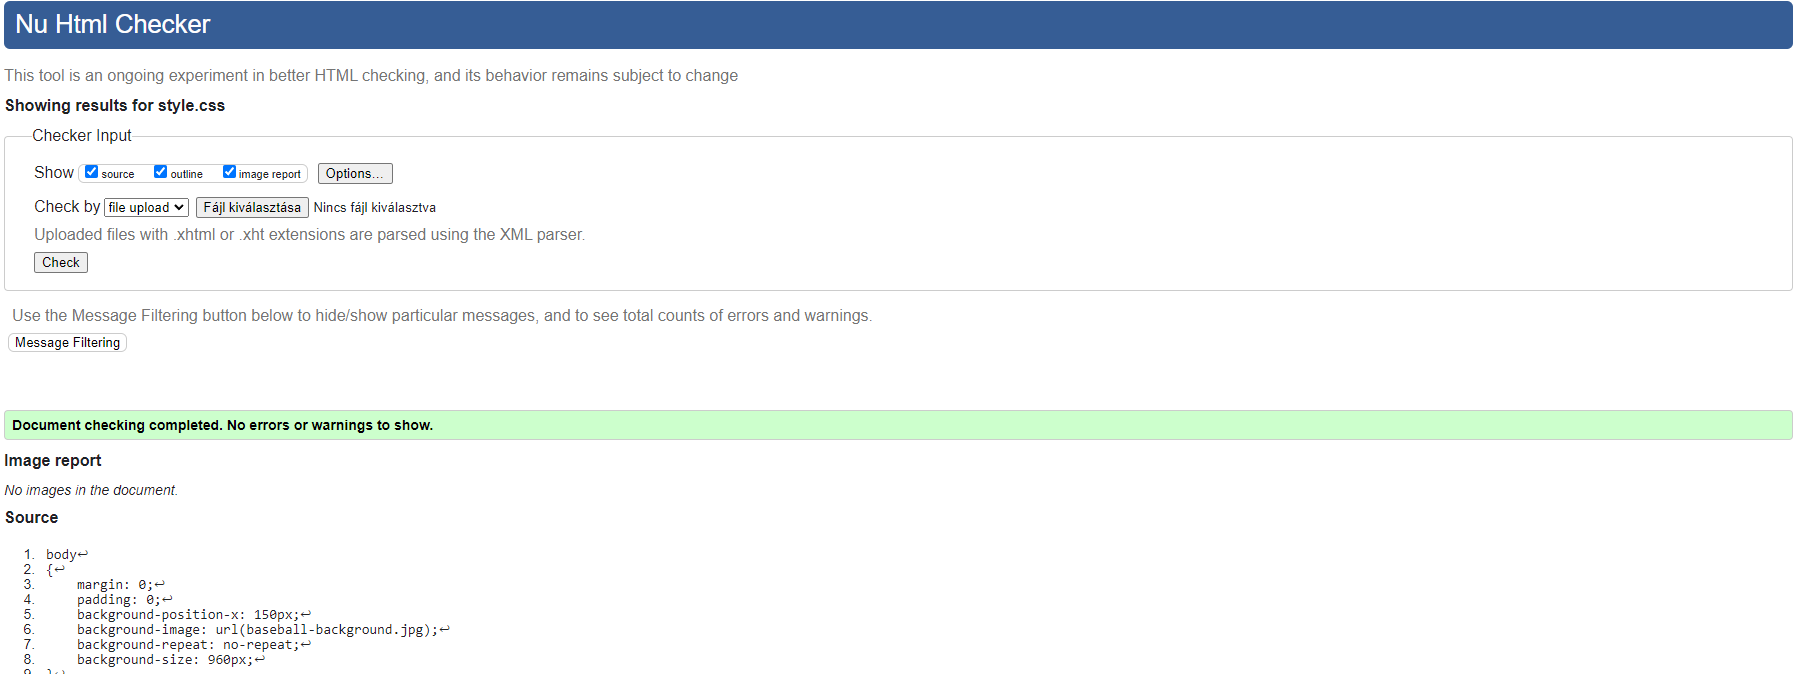 Nu Html Checker
This tool is an ongoing experiment in better HTML checking, and its behavior remains subject to change
Showing results for style.css
Checker Input
Show source outline image report Options...
Check by file upload Fájl kiválasztása Nincs fájl kiválasztva
Uploaded files with .xhtml or .xht extensions are parsed using the XML parser.
Check
Use the Message Filtering button below to hide/show particular messages, and to see total counts of errors and warnings.
Message Filtering
Document checking completed. No errors or warnings to show.
Image report
No images in the document.
Source
1. body↩
2. {↩
3. margin: 0;↩
4. padding: 0;↩
5. background-position-x: 150px;↩
6. background-image: url(baseball-background.jpg);↩
7. background-repeat: no-repeat;↩
8. background-size: 960px;↩